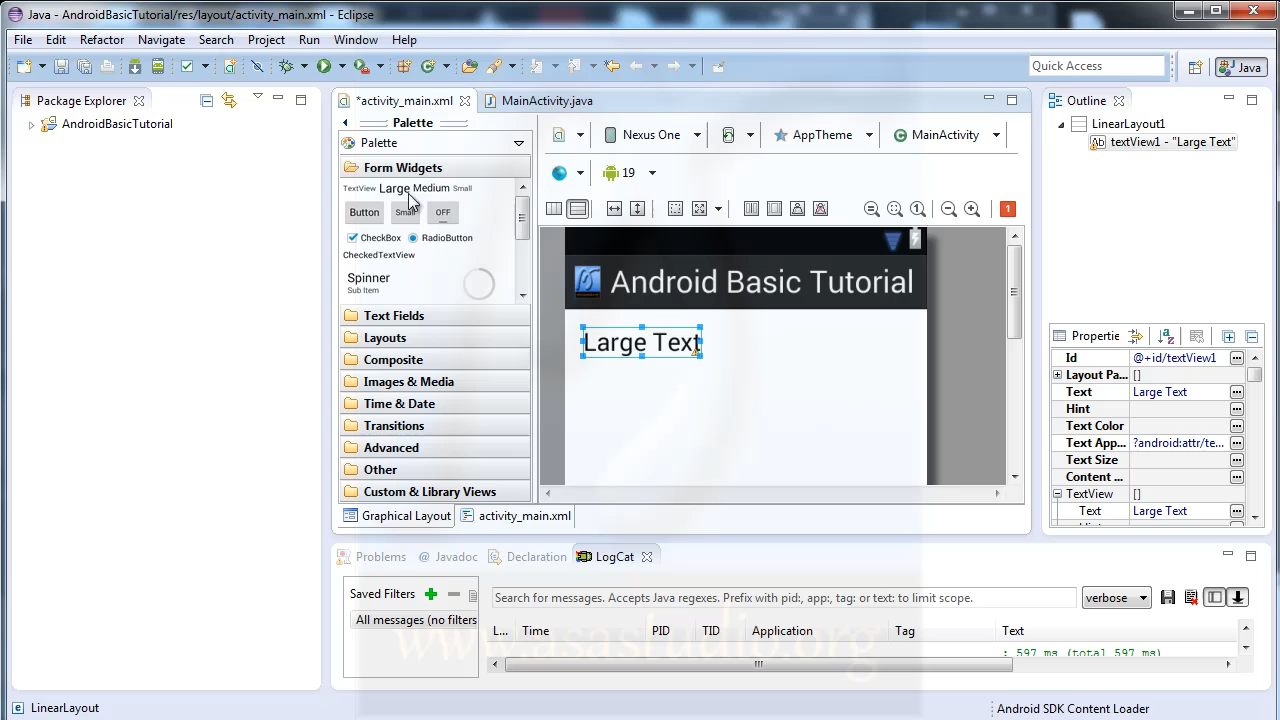 Java - AndroidBasicTutorial/res/layout/activity_main.xml - Eclipse
File Edit Refactor Navigate Search Project Run Window Help
Quick Access
Java
Package Explorer
AndroidBasicTutorial
*activity_main.xml MainActivity.java
Palette
Palette
Form Widgets
TextView Large Medium Small
Button Small OFF
CheckBox RadioButton
CheckedTextView
Spinner
Sub Item
Text Fields
Layouts
Composite
Images & Media
Time & Date
Transitions
Advanced
Other
Custom & Library Views
Nexus One AppTheme MainActivity
19
1
1
Android Basic Tutorial
Large Text
Graphical Layout activity_main.xml
Outline
LinearLayout1
Ab textView1 - "Large Text"
Properte
Id @+id/textView1
Layout Pa... []
Text Large Text
Hint
Text Color
Text App... ?android:attr/te...
Text Size
Content ...
TextView []
Text Large Text
Problems @ Javadoc Declaration LogCat
Saved Filters
All messages (no filters
Search for messages. Accepts Java regexes. Prefix with pid:, app:, tag: or text: to limit scope.
verbose
L... Time PID TID Application Tag Text
: 597 ms (total 597 ms)
www.asastudio.org
LinearLayout
Android SDK Content Loader